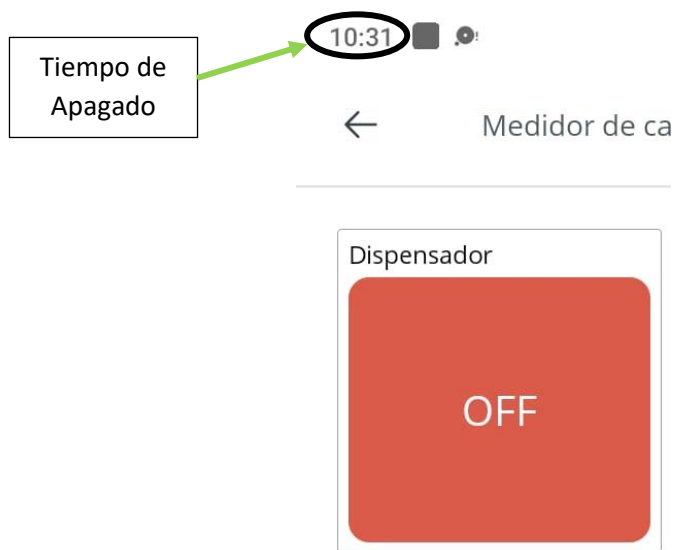 10:31
Tiempo de
Apagado
Medidor de ca
Dispensador
OFF